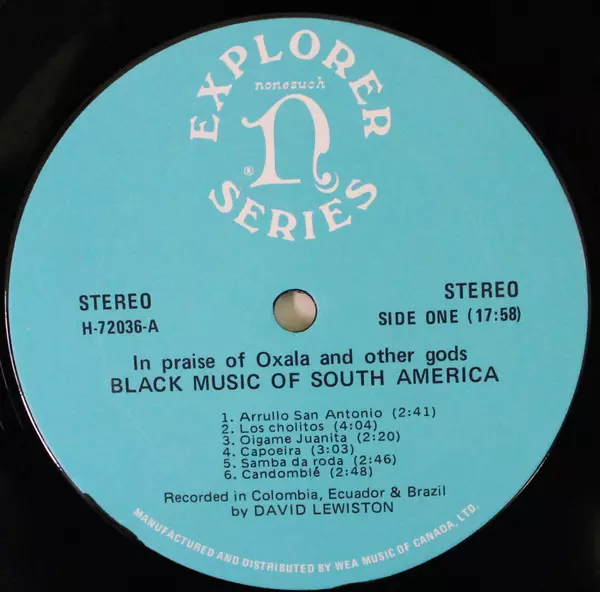 EXPLORER
nonesuch
n
®
SERIES
STEREO
H-72036-A
STEREO
SIDE ONE (17:58)
In praise of Oxala and other gods
BLACK MUSIC OF SOUTH AMERICA
1. Arrullo San Antonio (2:41)
2. Los cholitos (4:04)
3. Oigame Juanita (2:20)
4. Capoeira (3:03)
5. Samba da roda (2:46)
6. Candomblé (2:48)
Recorded in Colombia, Ecuador & Brazil
by DAVID LEWISTON
MANUFACTURED AND DISTRIBUTED BY WEA MUSIC OF CANADA, LTD.